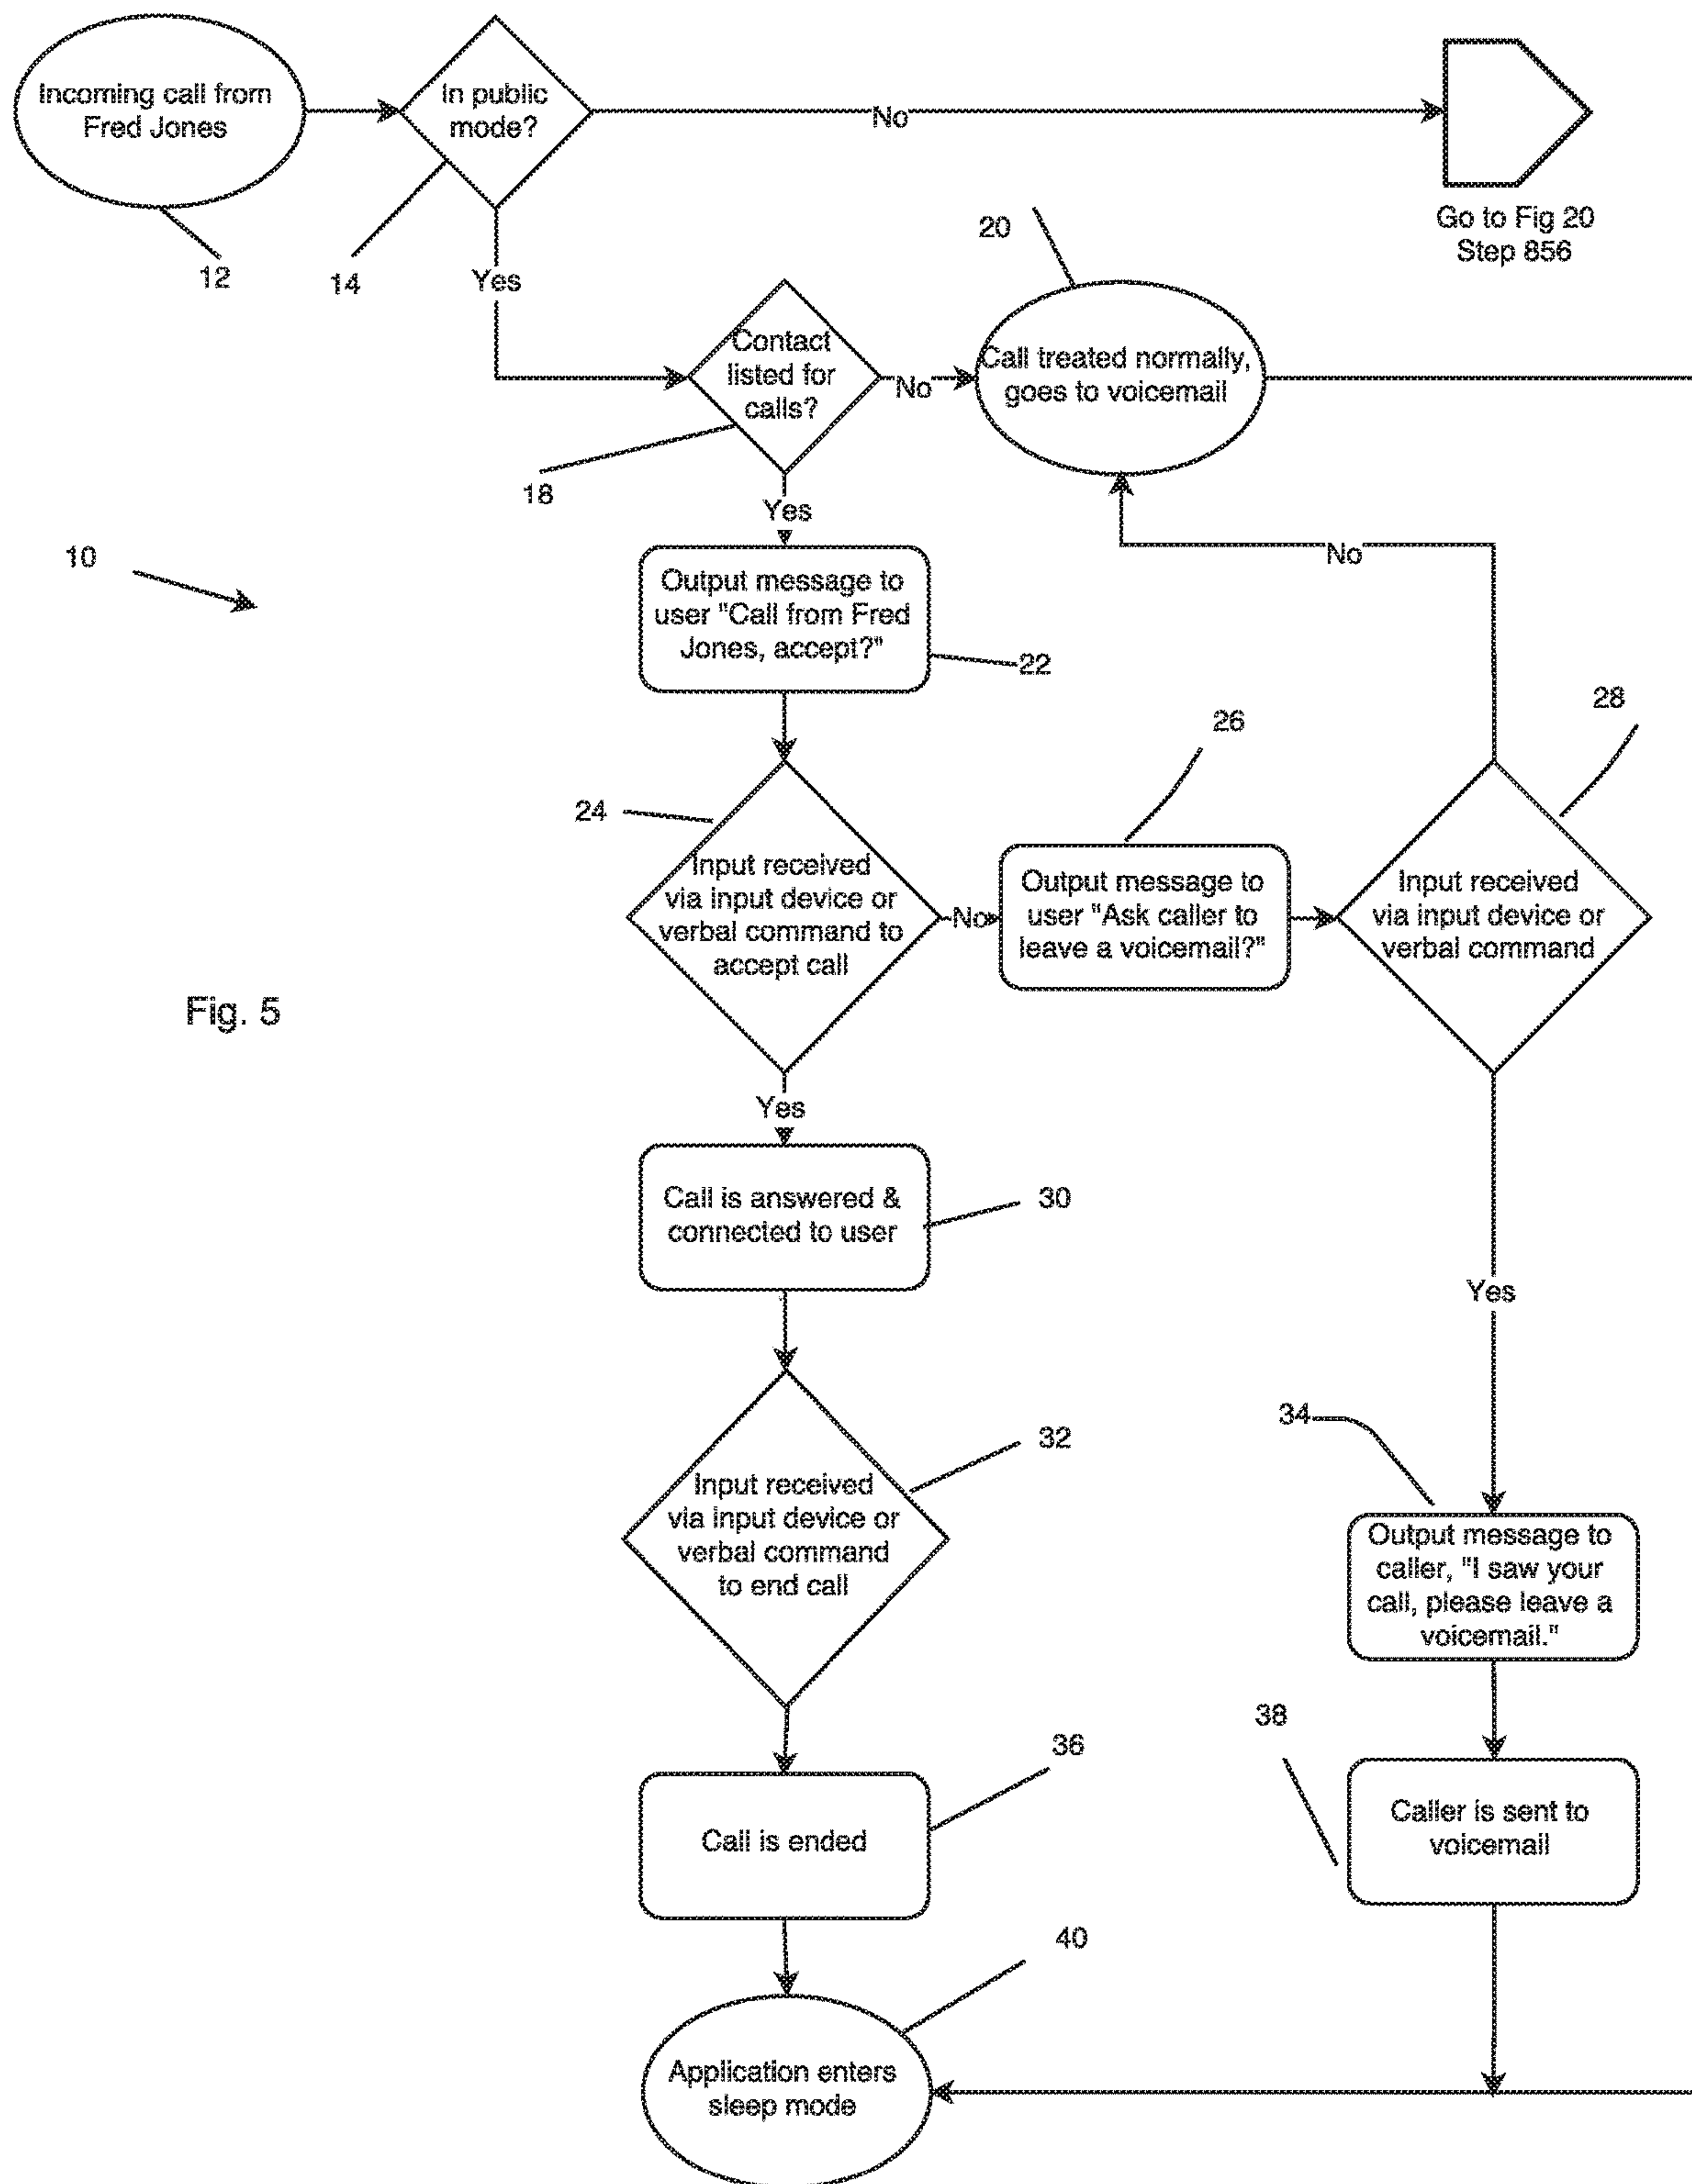 Incoming call from
Fred Jones
In public
mode?
No
Go to Fig 20
Step 856
12
14
Yes
20
Contact
listed for
calls?
No
Call treated normally,
goes to voicemail
18
Yes
No
10
Output message to
user "Call from Fred
Jones, accept?"
22
28
26
24
Input received
via input device or
verbal command to
accept call
No
Output message to
user "Ask caller to
leave a voicemail?"
Input received
via input device or
verbal command
Fig. 5
Yes
Call is answered &
connected to user
30
Yes
34
32
Input received
via input device or
verbal command
to end call
Output message to
caller, "I saw your
call, please leave a
voicemail."
38
36
Call is ended
Caller is sent to
voicemail
40
Application enters
sleep mode